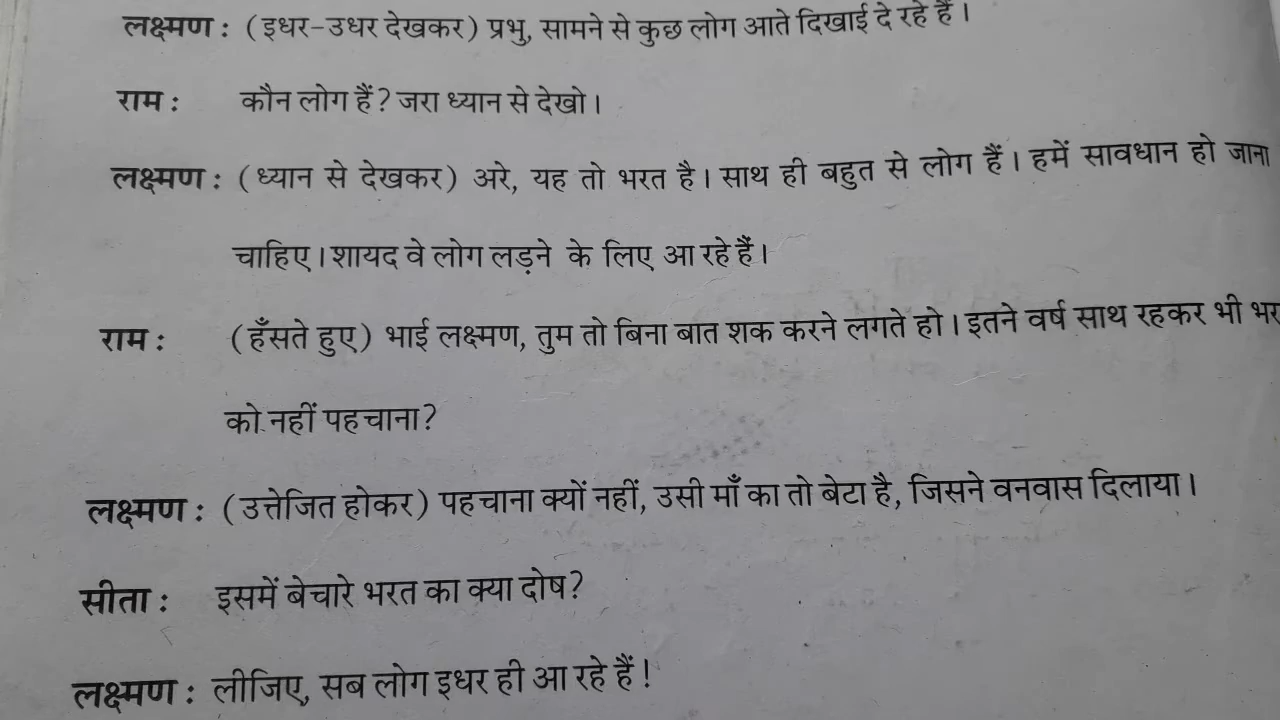 लक्ष्मण : (इधर-उधर देखकर) प्रभु, सामने से कुछ लोग आते दिखाई दे रहे हैं।
राम : कौन लोग हैं? जरा ध्यान से देखो।
लक्ष्मण : (ध्यान से देखकर) अरे, यह तो भरत है। साथ ही बहुत से लोग हैं। हमें सावधान हो जाना
चाहिए। शायद वे लोग लड़ने के लिए आ रहे हैं।
राम : (हँसते हुए) भाई लक्ष्मण, तुम तो बिना बात शक करने लगते हो। इतने वर्ष साथ रहकर भी भर
को नहीं पहचाना?
लक्ष्मण : (उत्तेजित होकर) पहचाना क्यों नहीं, उसी माँ का तो बेटा है, जिसने वनवास दिलाया।
सीता : इसमें बेचारे भरत का क्या दोष?
लक्ष्मण : लीजिए, सब लोग इधर ही आ रहे हैं!